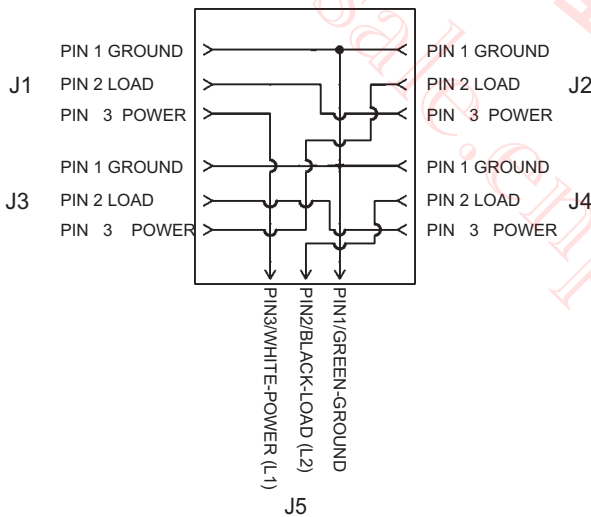 PIN 1 GROUND
PIN 1 GROUND
J1
PIN 2 LOAD
PIN 2 LOAD
J2
PIN 3 POWER
PIN 3 POWER
PIN 1 GROUND
PIN 1 GROUND
J3
PIN 2 LOAD
PIN 2 LOAD
J4
PIN 3 POWER
PIN 3 POWER
PIN3/WHITE-POWER (L1)
PIN2/BLACK-LOAD (L2)
PIN1/GREEN-GROUND
J5